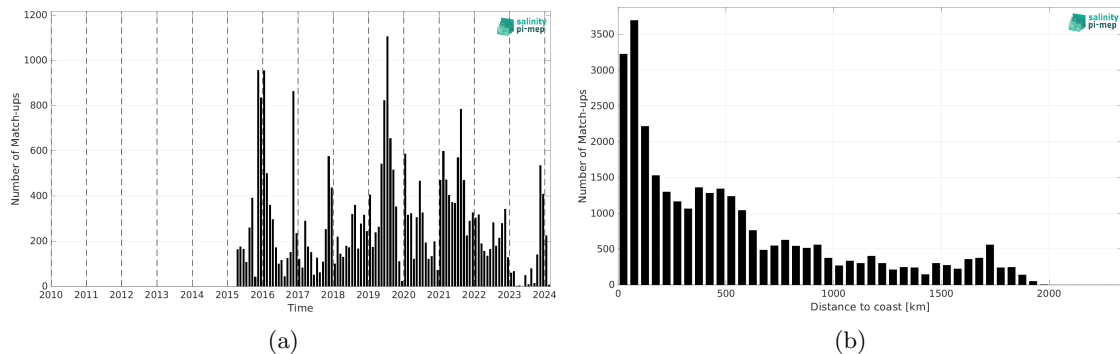 1200
1000
800
600
400
200
0
Number of Match-ups
2010 2011 2012 2013 2014 2015 2016 2017 2018 2019 2020 2021 2022 2023 2024
Time
salinity
pi-mep
(a)
3500
3000
2500
2000
1500
1000
500
0
Number of Match-ups
0 500 1000 1500 2000
Distance to coast [km]
salinity
pi-mep
(b)